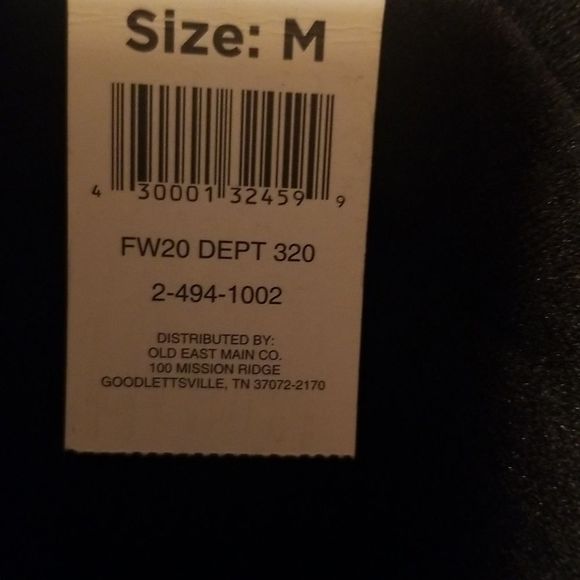 Size: M
4 30001 32459 9
FW20 DEPT 320
2-494-1002
DISTRIBUTED BY:
OLD EAST MAIN CO.
100 MISSION RIDGE
GOODLETTSVILLE, TN 37072-2170